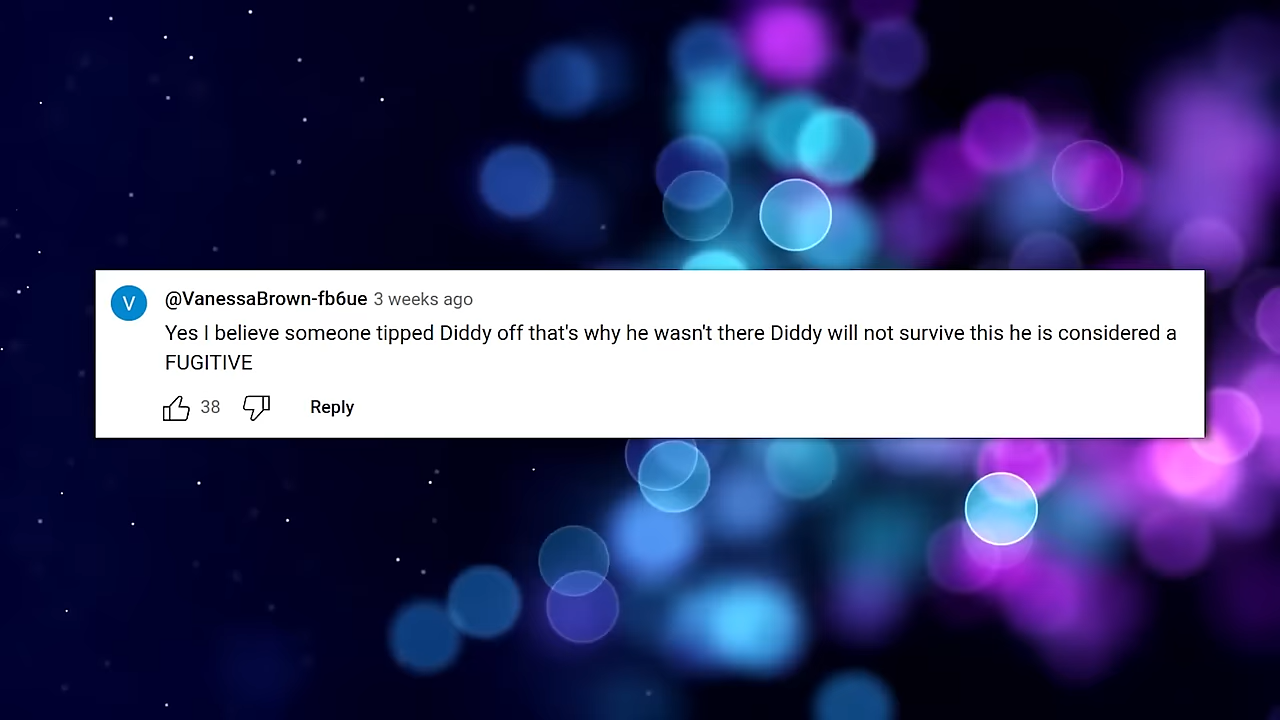 V
@VanessaBrown-fb6ue 3 weeks ago
Yes I believe someone tipped Diddy off that's why he wasn't there Diddy will not survive this he is considered a
FUGITIVE
38 Reply